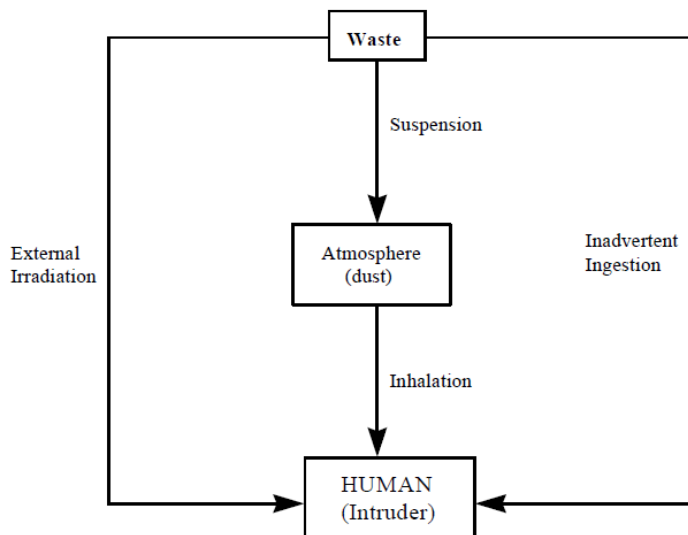 Waste
Suspension
External
Irradiation
Atmosphere
(dust)
Inadvertent
Ingestion
Inhalation
HUMAN
(Intruder)